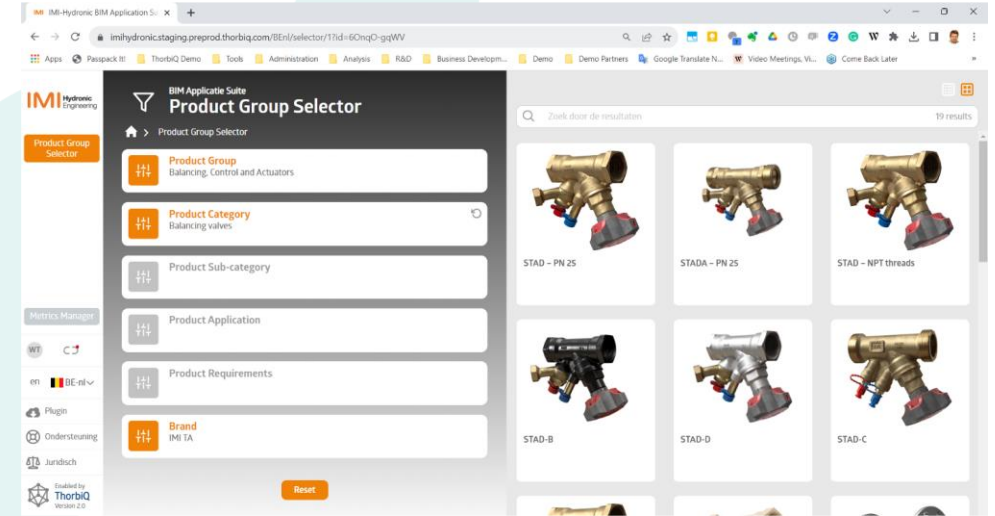 IMI IMI-Hydronic BIM Application Su
imihydronic.staging.preprod.thorbiq.com/BEnl/selector/1?id=6OnqO-gqWV
Apps
Passpack It!
ThorbiQ Demo
Tools
Administration
Analysis
R&D
Business Developm...
Demo
Demo Partners
Google Translate N...
Video Meetings, Vi...
Come Back Later
IMI Hydronic
Engineering
Product Group
Selector
Metrics Manager
WT
en BE-nl
Plugin
Ondersteuning
Juridisch
Enabled by
ThorbiQ
Version 2.0
BIM Applicatie Suite
Product Group Selector
Product Group Selector
Product Group
Balancing, Control and Actuators
Product Category
Balancing valves
Product Sub-category
Product Application
Product Requirements
Brand
IMI TA
Reset
Zoek door de resultaten
19 results
STAD – PN 25
STADA – PN 25
STAD – NPT threads
STAD-B
STAD-D
STAD-C